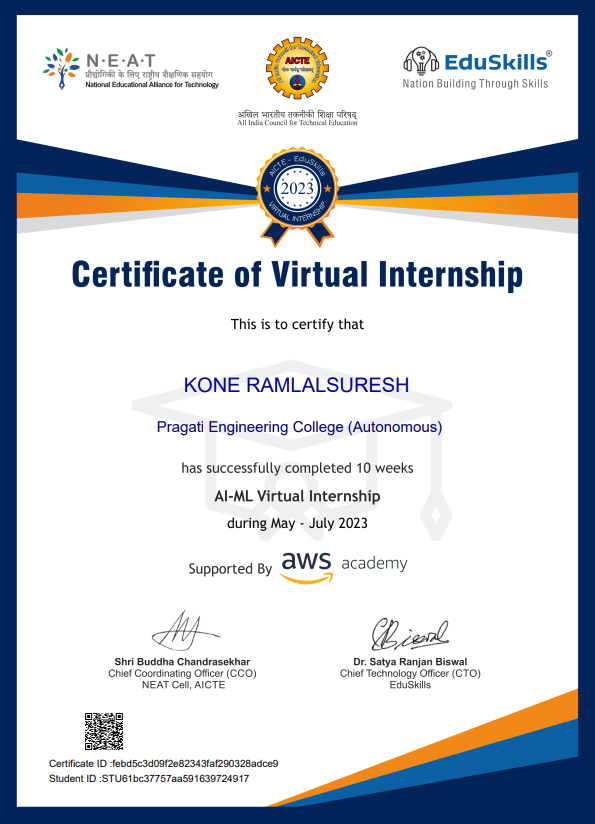 N·E·A·T
प्रौद्योगिकी के लिए राष्ट्रीय शैक्षणिक सहयोग
National Educational Alliance for Technology
AICTE
अखिल भारतीय तकनीकी शिक्षा परिषद्
All India Council for Technical Education
EduSkills®
Nation Building Through Skills
AICTE - EduSkills
2023
VIRTUAL INTERNSHIP
Certificate of Virtual Internship
This is to certify that
KONE RAMLALSURESH
Pragati Engineering College (Autonomous)
has successfully completed 10 weeks
AI-ML Virtual Internship
during May - July 2023
Supported By aws academy
Shri Buddha Chandrasekhar
Chief Coordinating Officer (CCO)
NEAT Cell, AICTE
Dr. Satya Ranjan Biswal
Chief Technology Officer (CTO)
EduSkills
Certificate ID :febd5c3d09f2e82343faf290328adce9
Student ID :STU61bc37757aa591639724917